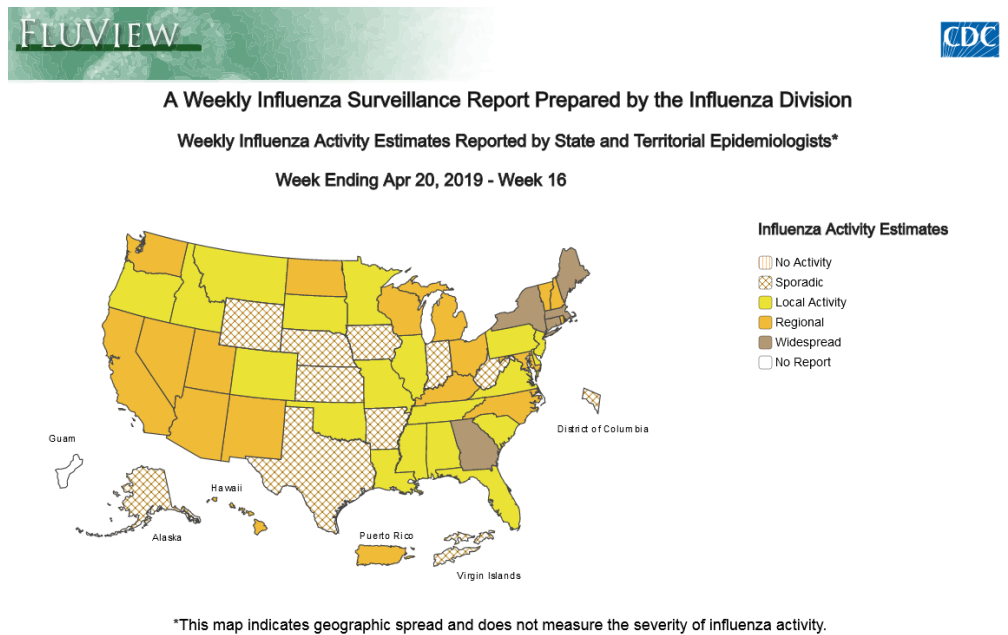 FLUVIEW
CDC
A Weekly Influenza Surveillance Report Prepared by the Influenza Division
Weekly Influenza Activity Estimates Reported by State and Territorial Epidemiologists*
Week Ending Apr 20, 2019 - Week 16
Influenza Activity Estimates
No Activity
Sporadic
Local Activity
Regional
Widespread
No Report
District of Columbia
Guam
Hawaii
Alaska
Puerto Rico
Virgin Islands
*This map indicates geographic spread and does not measure the severity of influenza activity.